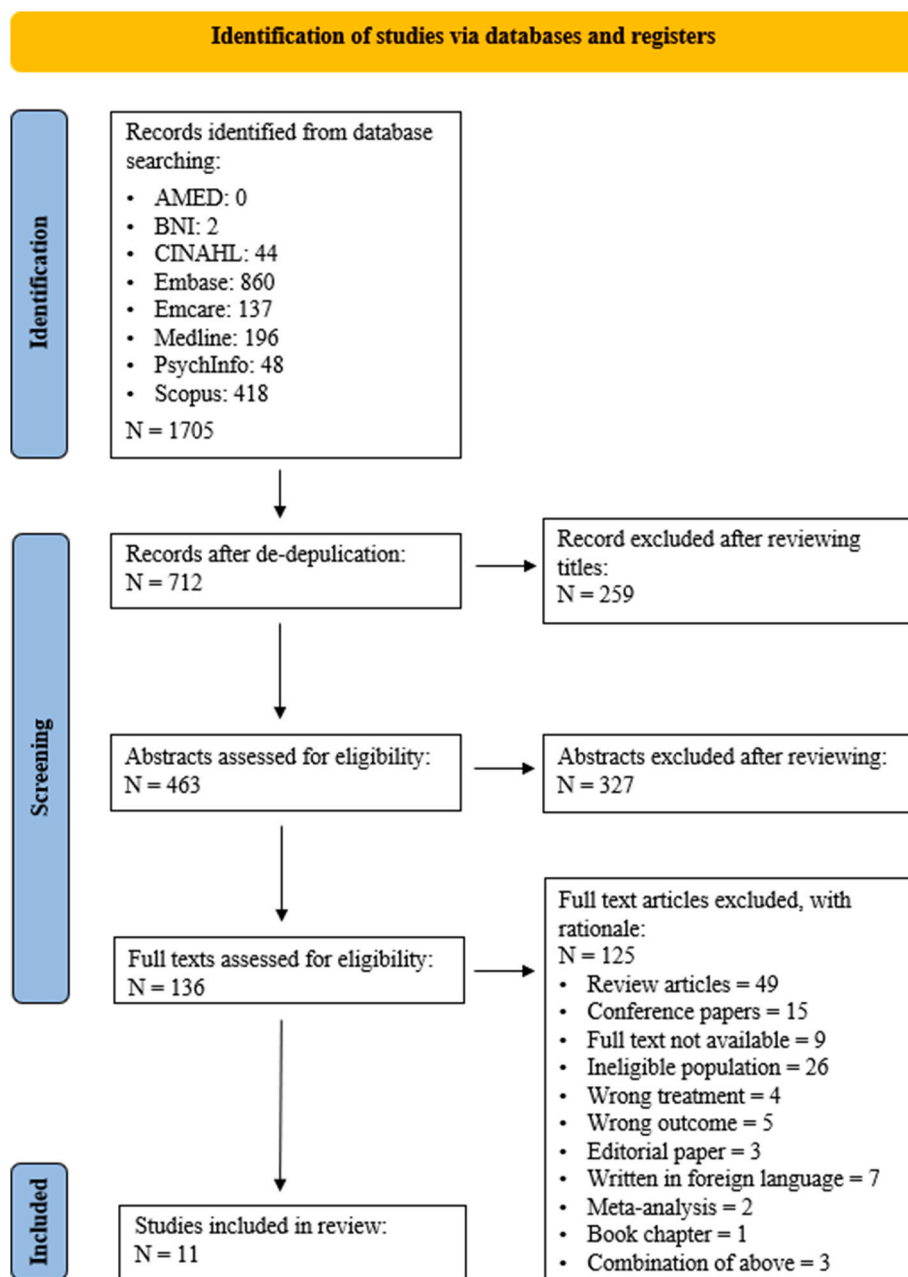 Identification of studies via databases and registers
Identification
Records identified from database
searching:
• AMED: 0
• BNI: 2
• CINAHL: 44
• Embase: 860
• Emcare: 137
• Medline: 196
• PsychInfo: 48
• Scopus: 418
N = 1705
Screening
Records after de-depulication:
N = 712
Record excluded after reviewing
titles:
N = 259
Abstracts assessed for eligibility:
N = 463
Abstracts excluded after reviewing:
N = 327
Full texts assessed for eligibility:
N = 136
Full text articles excluded, with
rationale:
N = 125
• Review articles = 49
• Conference papers = 15
• Full text not available = 9
• Ineligible population = 26
• Wrong treatment = 4
• Wrong outcome = 5
• Editorial paper = 3
• Written in foreign language = 7
• Meta-analysis = 2
• Book chapter = 1
• Combination of above = 3
Included
Studies included in review:
N = 11